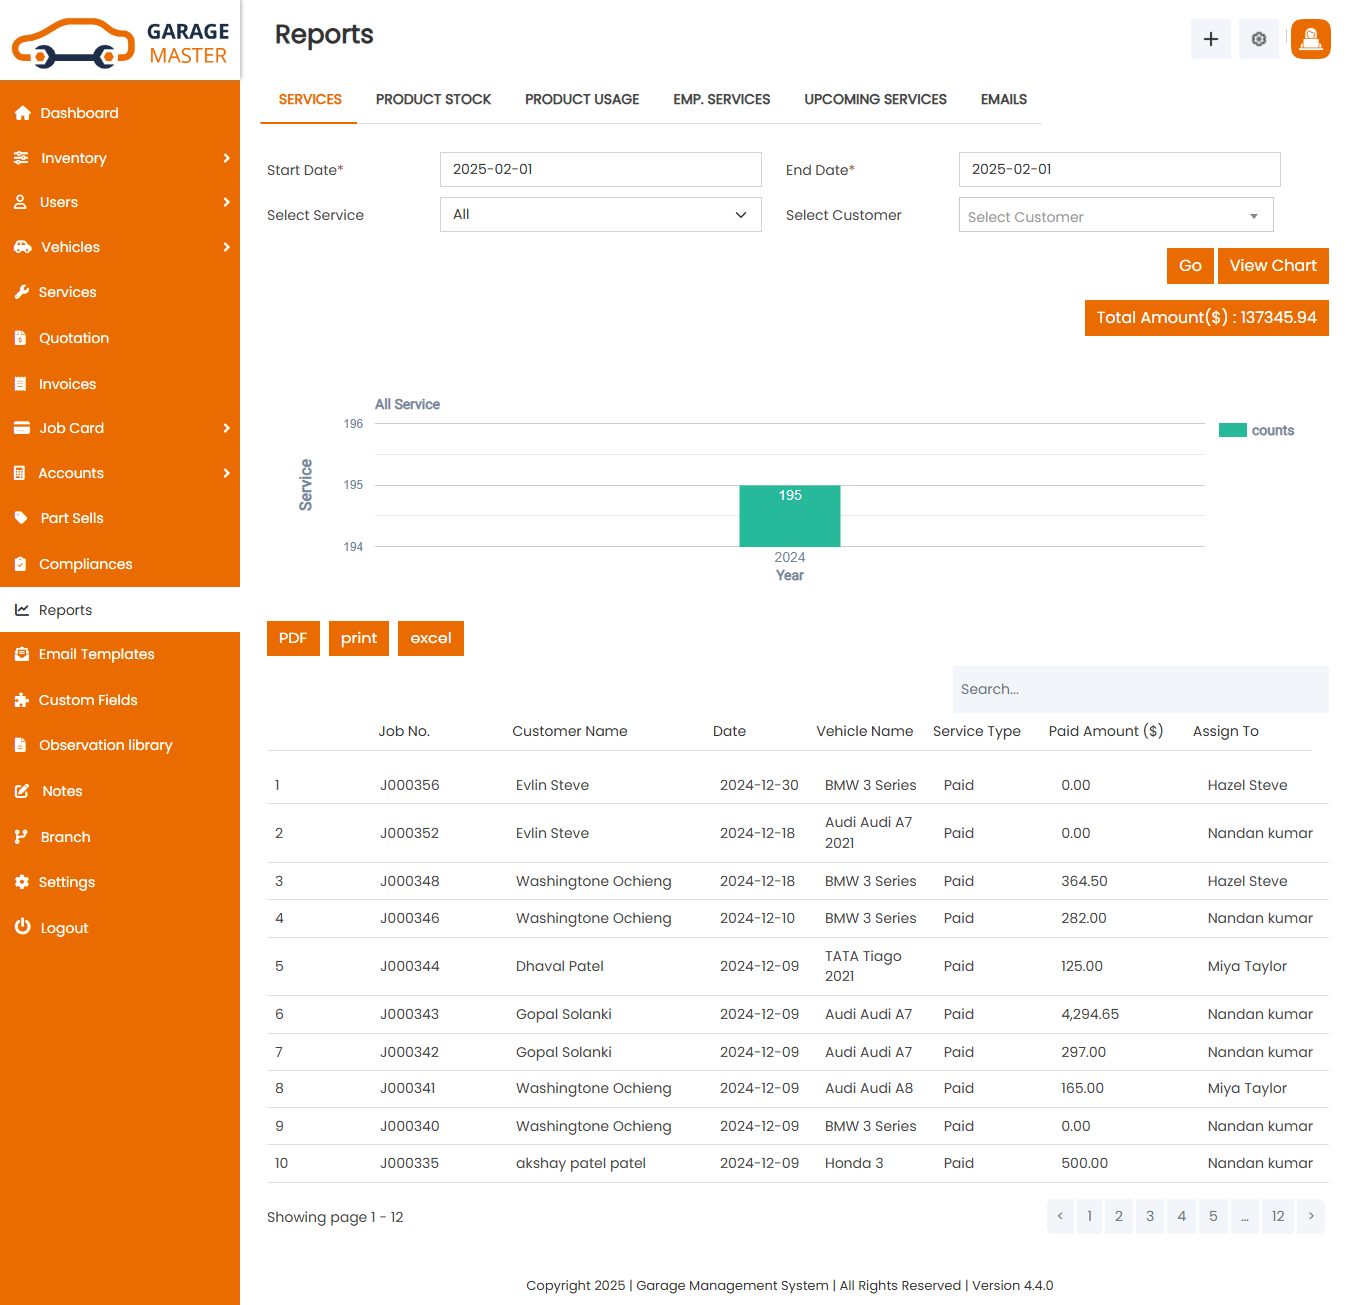 GARAGE
MASTER
Dashboard
Inventory
Users
Vehicles
Services
Quotation
Invoices
Job Card
Accounts
Part Sells
Compliances
Reports
Email Templates
Custom Fields
Observation library
Notes
Branch
Settings
Logout
Reports
SERVICES PRODUCT STOCK PRODUCT USAGE EMP. SERVICES UPCOMING SERVICES EMAILS
Start Date* 2025-02-01 End Date* 2025-02-01
Select Service All Select Customer Select Customer
Go View Chart
Total Amount($) : 137345.94
All Service
196
counts
Service
195
195
194
2024
Year
PDF print excel
Search...
Job No. Customer Name Date Vehicle Name Service Type Paid Amount ($) Assign To
1 J000356 Evlin Steve 2024-12-30 BMW 3 Series Paid 0.00 Hazel Steve
2 J000352 Evlin Steve 2024-12-18 Audi Audi A7 2021 Paid 0.00 Nandan kumar
3 J000348 Washingtone Ochieng 2024-12-18 BMW 3 Series Paid 364.50 Hazel Steve
4 J000346 Washingtone Ochieng 2024-12-10 BMW 3 Series Paid 282.00 Nandan kumar
5 J000344 Dhaval Patel 2024-12-09 TATA Tiago 2021 Paid 125.00 Miya Taylor
6 J000343 Gopal Solanki 2024-12-09 Audi Audi A7 Paid 4,294.65 Nandan kumar
7 J000342 Gopal Solanki 2024-12-09 Audi Audi A7 Paid 297.00 Nandan kumar
8 J000341 Washingtone Ochieng 2024-12-09 Audi Audi A8 Paid 165.00 Miya Taylor
9 J000340 Washingtone Ochieng 2024-12-09 BMW 3 Series Paid 0.00 Nandan kumar
10 J000335 akshay patel patel 2024-12-09 Honda 3 Paid 500.00 Nandan kumar
Showing page 1 - 12
< 1 2 3 4 5 ... 12 >
Copyright 2025 | Garage Management System | All Rights Reserved | Version 4.4.0